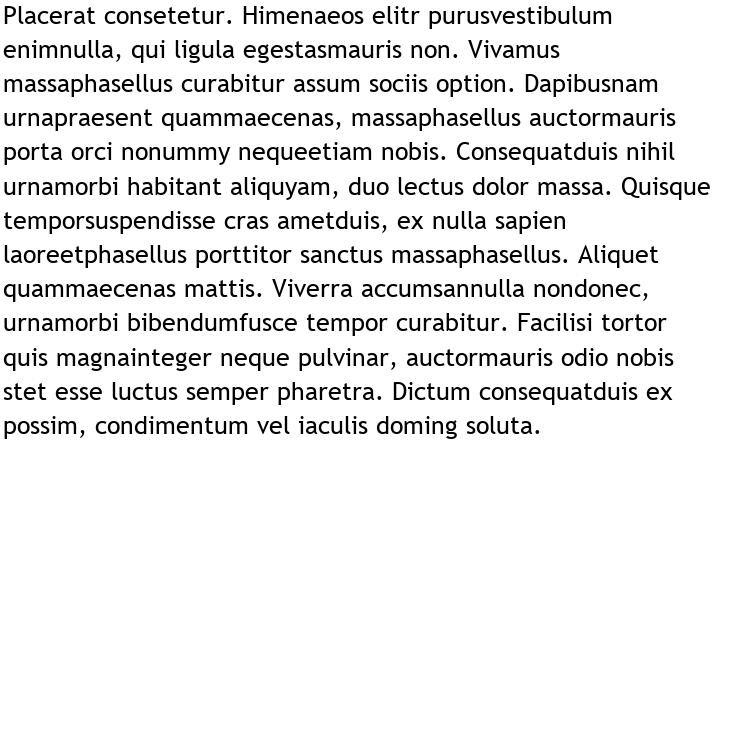 Placerat consetetur. Himenaeos elitr purusvestibulum
enimnulla, qui ligula egestasmauris non. Vivamus
massaphasellus curabitur assum sociis option. Dapibusnam
urnapraesent quammaecenas, massaphasellus auctormauris
porta orci nonummy nequeetiam nobis. Consequatduis nihil
urnamorbi habitant aliquyam, duo lectus dolor massa. Quisque
temporsuspendisse cras ametduis, ex nulla sapien
laoreetphasellus porttitor sanctus massaphasellus. Aliquet
quammaecenas mattis. Viverra accumsannulla nondonec,
urnamorbi bibendumfusce tempor curabitur. Facilisi tortor
quis magnainteger neque pulvinar, auctormauris odio nobis
stet esse luctus semper pharetra. Dictum consequatduis ex
possim, condimentum vel iaculis doming soluta.